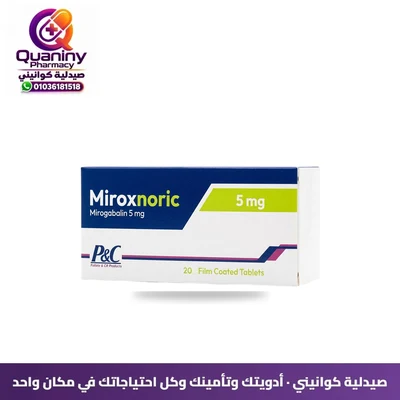 Quaniny
Pharmacy
صيدلية كوانيني
01036181518
Miroxnoric
Mirogabalin 5 mg
5 mg
P&C
20 Film Coated Tablets
صيدلية كوانيني - أدويتك وتأمينك وكل احتياجاتك في مكان واحد